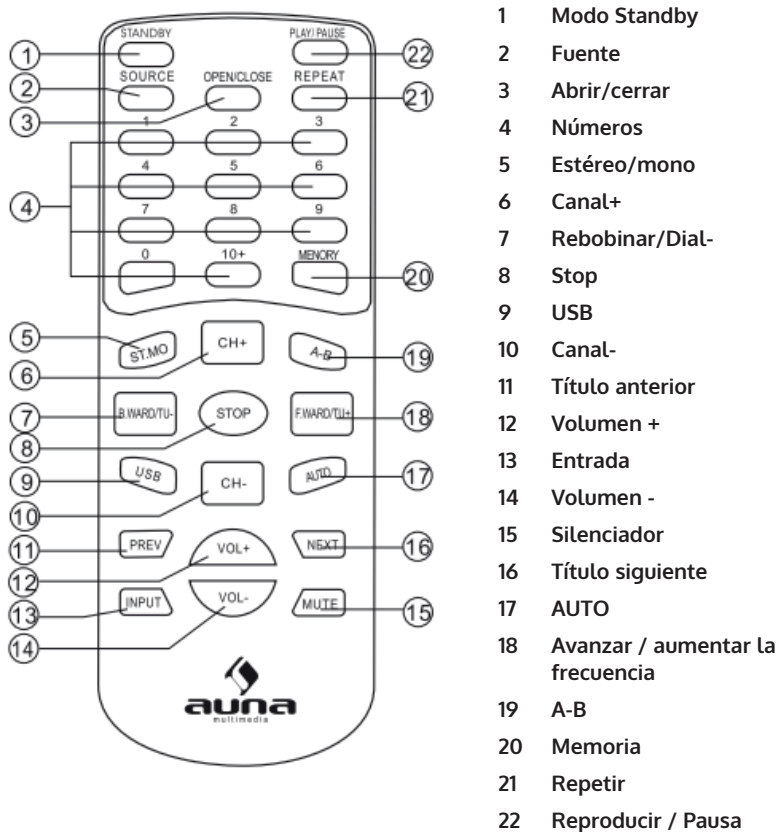 STANDBY
PLAY/ PAUSE
1
22
SOURCE
OPEN/CLOSE
REPEAT
2
21
3
1
2
3
4
5
6
4
7
8
9
0
10+
MENORY
20
5
ST.MO
CH+
A-B
19
6
7
B.WARD/TU-
STOP
F.WARD/TU+
18
8
9
USB
CH-
AUTO
17
10
11
PREV
VOL+
NEXT
16
12
13
INPUT
VOL-
MUTE
15
14
auna
multimedia
1 Modo Standby
2 Fuente
3 Abrir/cerrar
4 Números
5 Estéreo/mono
6 Canal+
7 Rebobinar/Dial-
8 Stop
9 USB
10 Canal-
11 Título anterior
12 Volumen +
13 Entrada
14 Volumen -
15 Silenciador
16 Título siguiente
17 AUTO
18 Avanzar / aumentar la
frecuencia
19 A-B
20 Memoria
21 Repetir
22 Reproducir / Pausa